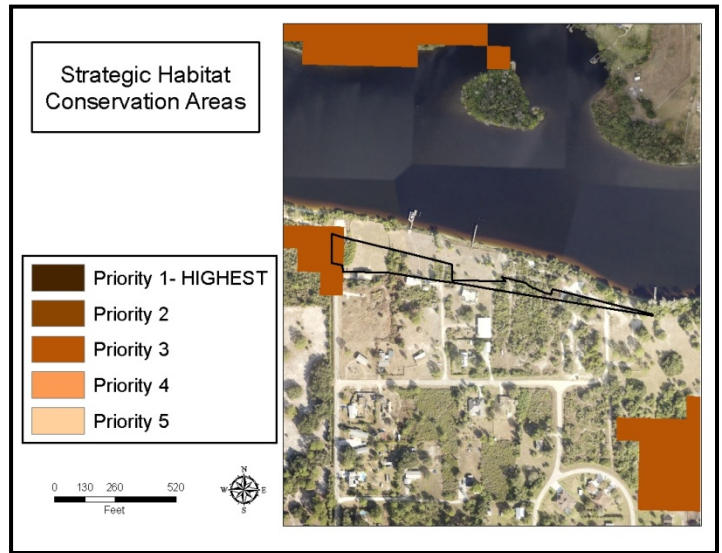 Strategic Habitat
Conservation Areas
Priority 1- HIGHEST
Priority 2
Priority 3
Priority 4
Priority 5
0 130 260 520
Feet
N
W E
S